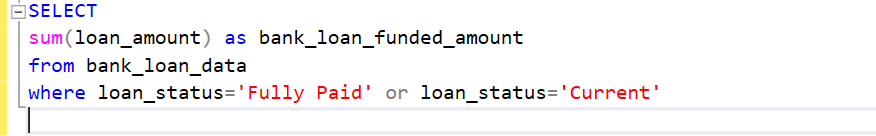 SELECT
sum(loan_amount) as bank_loan_funded_amount
from bank_loan_data
where loan_status='Fully Paid' or loan_status='Current'